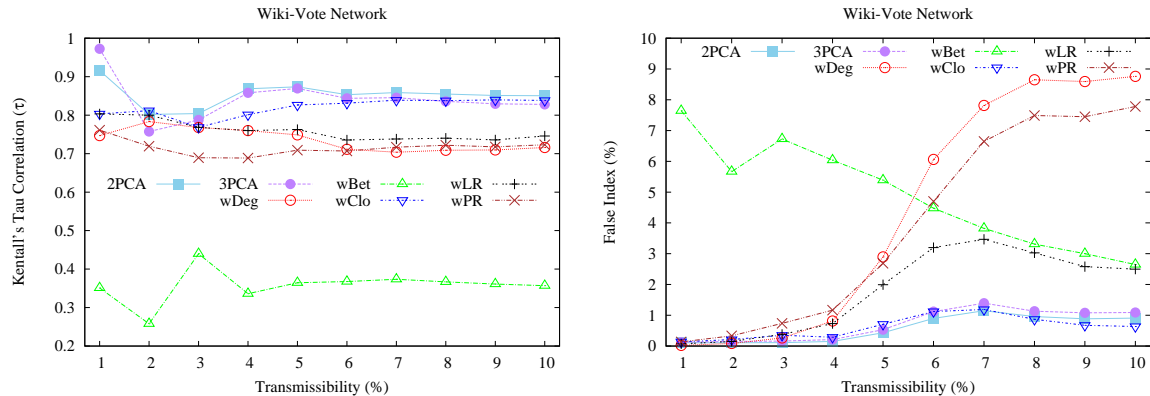 Wiki-Vote Network
Kentall's Tau Correlation (τ)
1
0.9
0.8
0.7
0.6
0.5
0.4
0.3
0.2
2PCA 3PCA wBet wLR
wDeg wClo wPR
1 2 3 4 5 6 7 8 9 10
Transmissibility (%)
Wiki-Vote Network
False Index (%)
10
9
8
7
6
5
4
3
2
1
0
2PCA 3PCA wBet wLR
wDeg wClo wPR
1 2 3 4 5 6 7 8 9 10
Transmissibility (%)